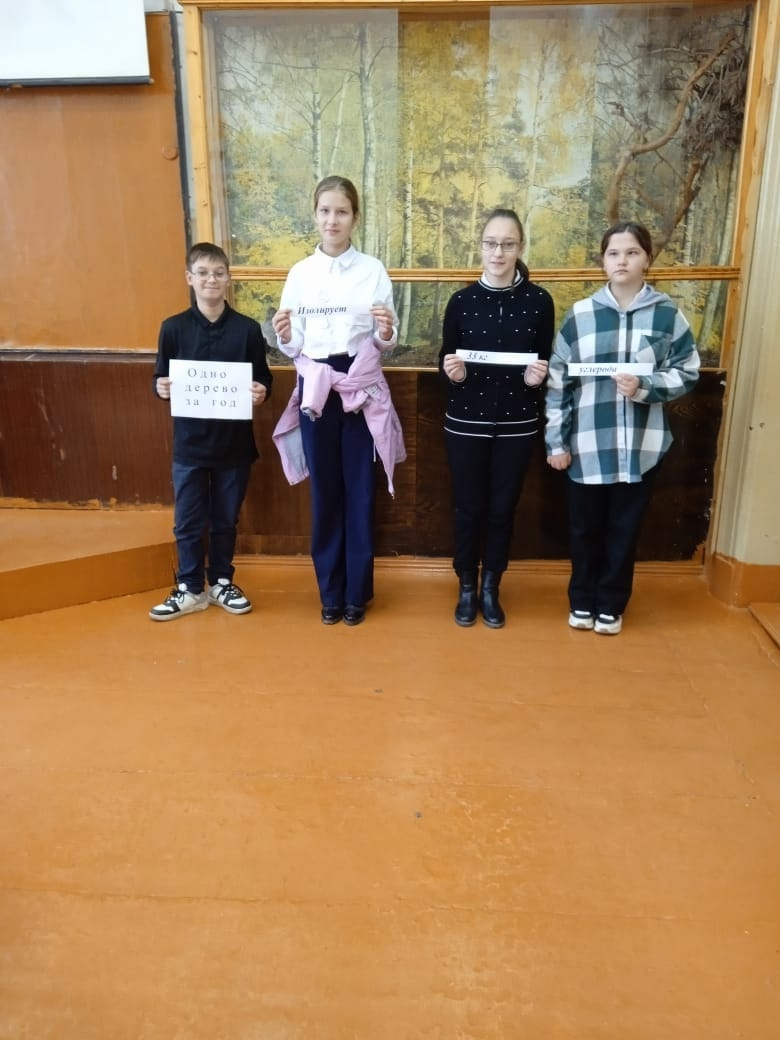 Одно
дерево
за год
Изолирует
35 кг
углерода